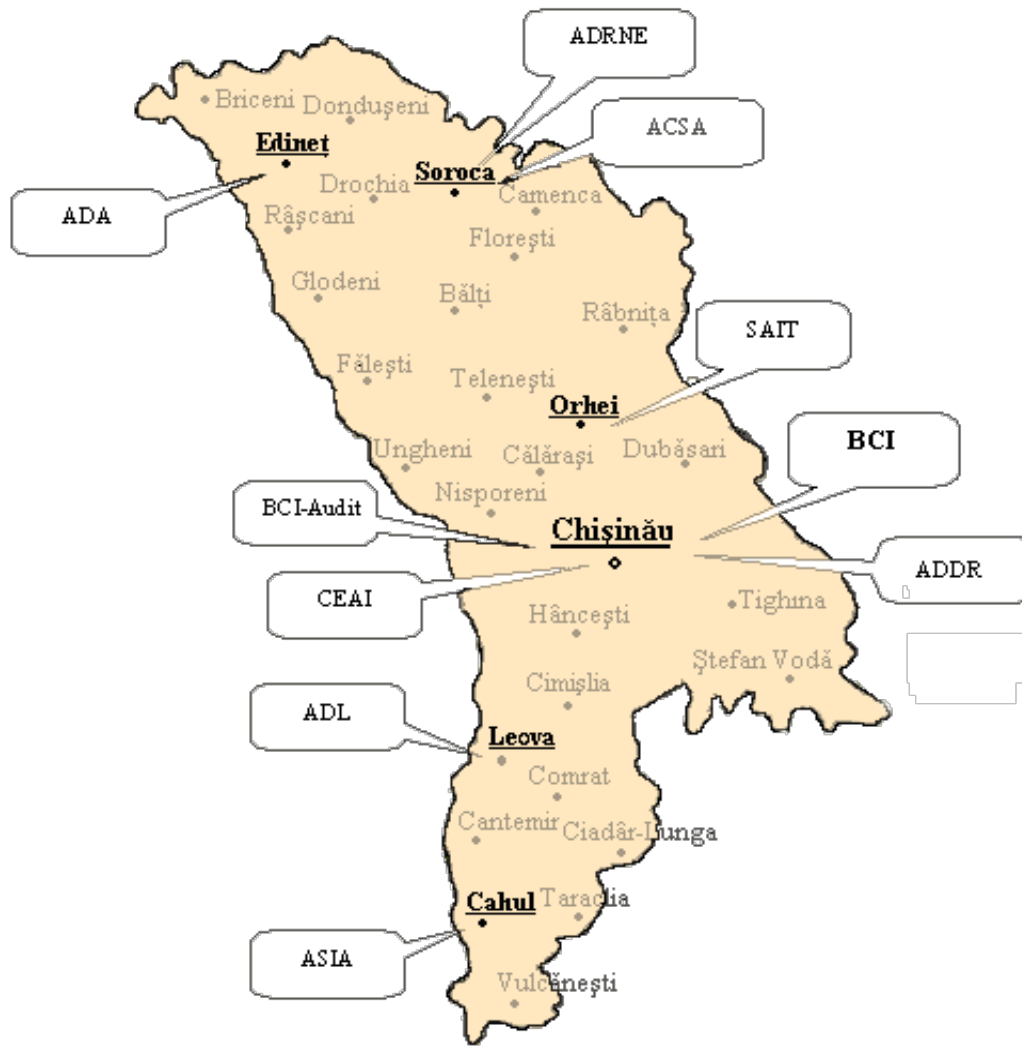 ADRNE
Briceni
Dondușeni
ACSA
Edineț
Soroca
Drochia
Camenca
ADA
Râșcani
Florești
Glodeni
Bălți
Râbnița
SAIT
Fălești
Telenești
Orhei
BCI
Ungheni
Călărași
Dubăsari
Nisporeni
BCI-Audit
Chișinău
ADDR
CEAI
Tighina
Hâncești
Ștefan Vodă
Cimișlia
ADL
Leova
Comrat
Cantemir
Ciadâr-Lunga
Cahul
Taraclia
ASIA
Vulcănești